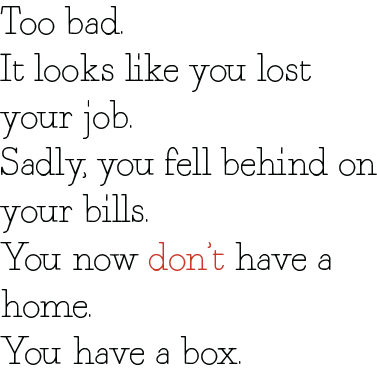 Too bad.
It looks like you lost
your job.
Sadly, you fell behind on
your bills.
You now don't have a
home.
You have a box.